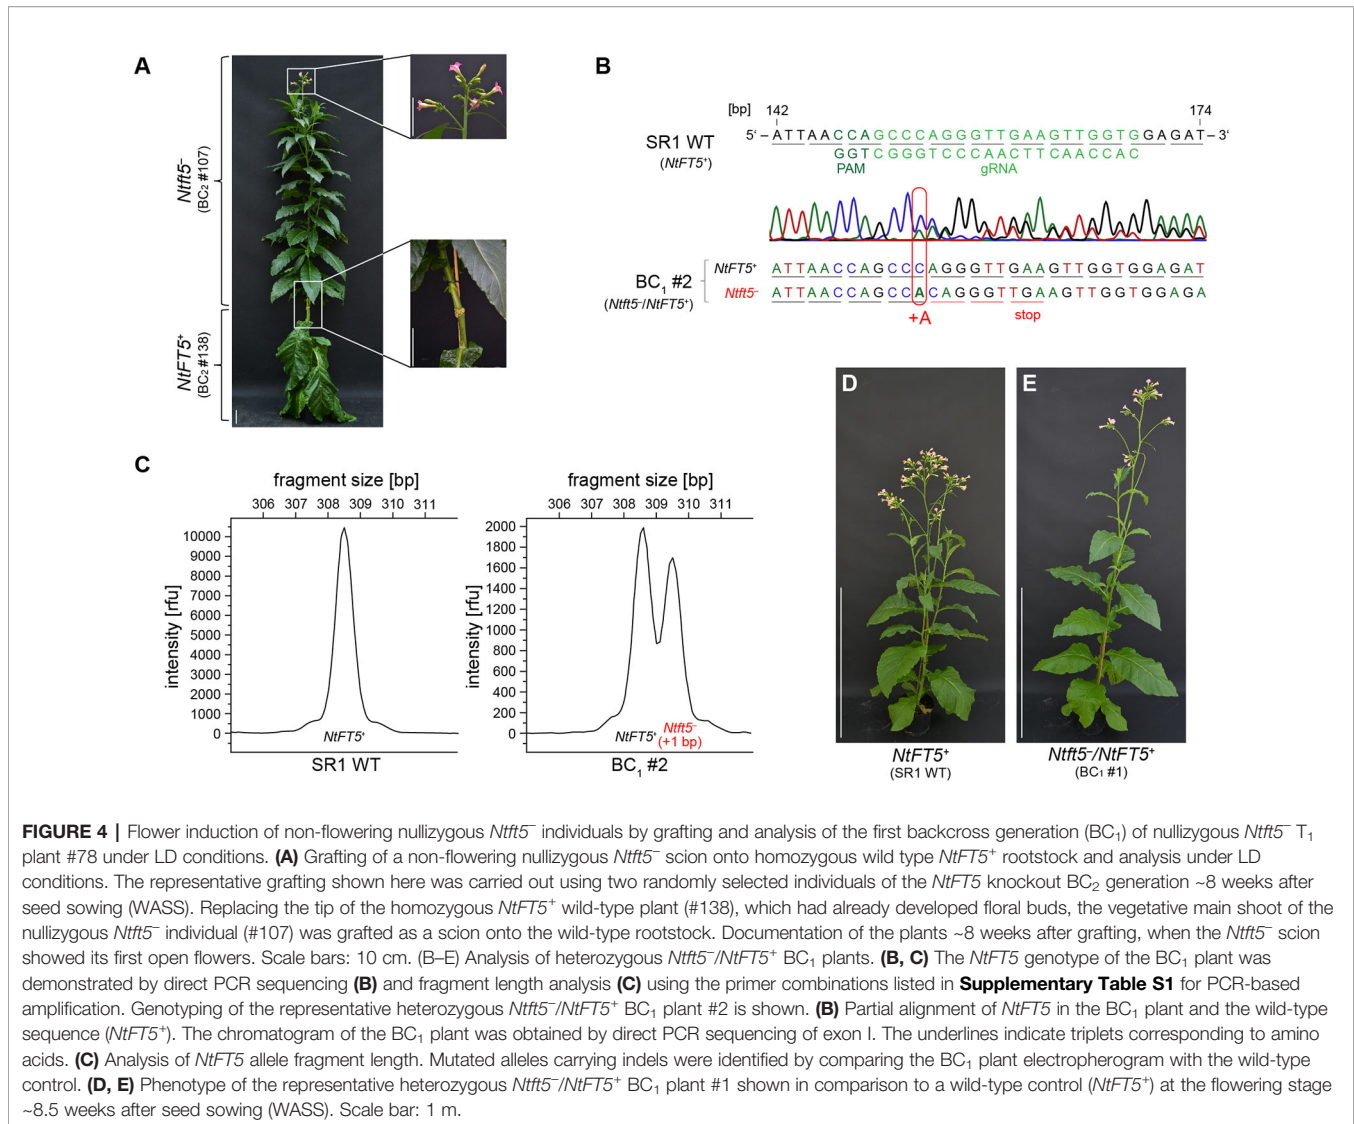 A
Ntft5⁻
(BC₂ #107)
NtFT5⁺
(BC₂ #138)
B
[bp] 142 174
SR1 WT
(NtFT5⁺)
5‘ – ATTAACCAGCCCAGGGTTGAAGTTGGTGGAGAT – 3‘
GGTCGGGTCCCAACTTCAACCAC
PAM gRNA
BC₁ #2
(Ntft5⁻/NtFT5⁺)
NtFT5⁺ ATTAACCAGCCCAGGGTTGAAGTTGGTGGAGAT
Ntft5⁻ ATTAACCAGCCACAGGGTTGAAGTTGGTGGAGA
+A stop
C
fragment size [bp]
306 307 308 309 310 311
intensity [rfu]
10000
9000
8000
7000
6000
5000
4000
3000
2000
1000
0
NtFT5⁺
SR1 WT
fragment size [bp]
306 307 308 309 310 311
intensity [rfu]
2000
1800
1600
1400
1200
1000
800
600
400
200
0
NtFT5⁺ Ntft5⁻
(+1 bp)
BC₁ #2
D
NtFT5⁺
(SR1 WT)
E
Ntft5⁻/NtFT5⁺
(BC₁ #1)
FIGURE 4 | Flower induction of non-flowering nullizygous Ntft5⁻ individuals by grafting and analysis of the first backcross generation (BC₁) of nullizygous Ntft5⁻ T₁
plant #78 under LD conditions. (A) Grafting of a non-flowering nullizygous Ntft5⁻ scion onto homozygous wild type NtFT5⁺ rootstock and analysis under LD
conditions. The representative grafting shown here was carried out using two randomly selected individuals of the NtFT5 knockout BC₂ generation ~8 weeks after
seed sowing (WASS). Replacing the tip of the homozygous NtFT5⁺ wild-type plant (#138), which had already developed floral buds, the vegetative main shoot of the
nullizygous Ntft5⁻ individual (#107) was grafted as a scion onto the wild-type rootstock. Documentation of the plants ~8 weeks after grafting, when the Ntft5⁻ scion
showed its first open flowers. Scale bars: 10 cm. (B–E) Analysis of heterozygous Ntft5⁻/NtFT5⁺ BC₁ plants. (B, C) The NtFT5 genotype of the BC₁ plant was
demonstrated by direct PCR sequencing (B) and fragment length analysis (C) using the primer combinations listed in Supplementary Table S1 for PCR-based
amplification. Genotyping of the representative heterozygous Ntft5⁻/NtFT5⁺ BC₁ plant #2 is shown. (B) Partial alignment of NtFT5 in the BC₁ plant and the wild-type
sequence (NtFT5⁺). The chromatogram of the BC₁ plant was obtained by direct PCR sequencing of exon I. The underlines indicate triplets corresponding to amino
acids. (C) Analysis of NtFT5 allele fragment length. Mutated alleles carrying indels were identified by comparing the BC₁ plant electropherogram with the wild-type
control. (D, E) Phenotype of the representative heterozygous Ntft5⁻/NtFT5⁺ BC₁ plant #1 shown in comparison to a wild-type control (NtFT5⁺) at the flowering stage
~8.5 weeks after seed sowing (WASS). Scale bar: 1 m.